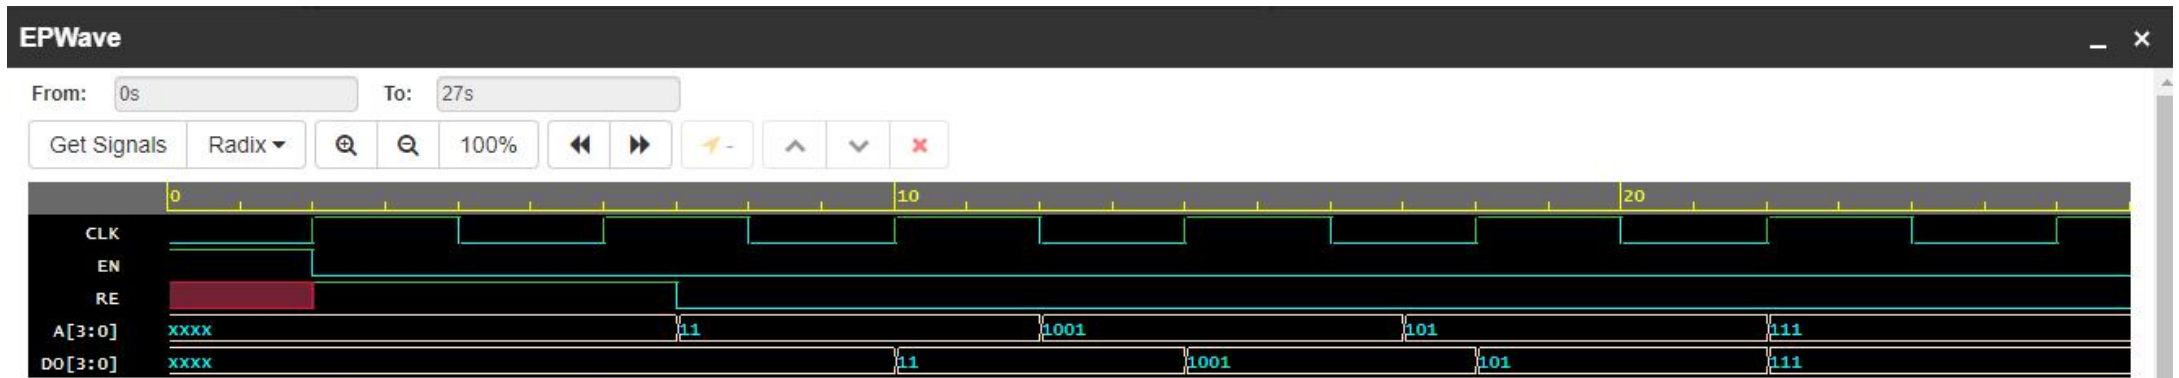 EPWave
From: 0s To: 27s
Get Signals Radix 100% -
0 10 20
CLK
EN
RE
A[3:0] xxxx 11 1001 101 111
DO[3:0] xxxx 11 1001 101 111